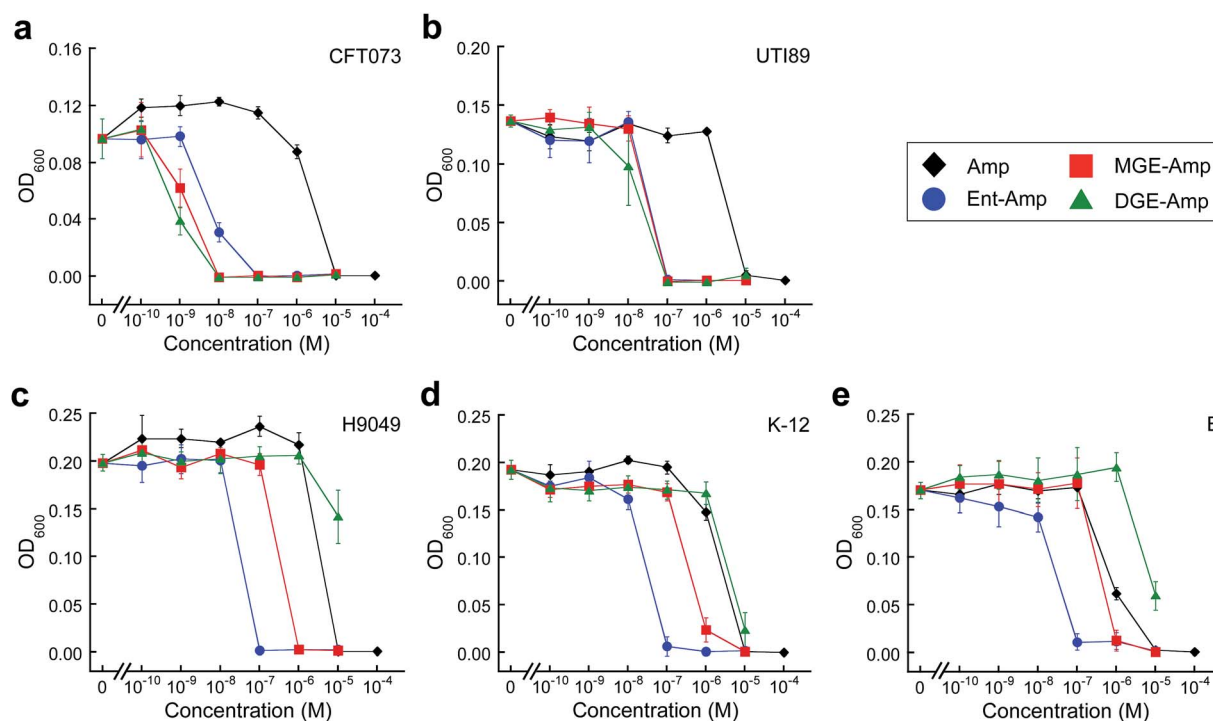 a
CFT073
0.16
0.12
0.08
0.04
0.00
OD600
0 10-10 10-9 10-8 10-7 10-6 10-5 10-4
Concentration (M)
b
UTI89
0.20
0.15
0.10
0.05
0.00
OD600
0 10-10 10-9 10-8 10-7 10-6 10-5 10-4
Concentration (M)
Amp MGE-Amp
Ent-Amp DGE-Amp
c
H9049
0.25
0.20
0.15
0.10
0.05
0.00
OD600
0 10-10 10-9 10-8 10-7 10-6 10-5 10-4
Concentration (M)
d
K-12
0.25
0.20
0.15
0.10
0.05
0.00
OD600
0 10-10 10-9 10-8 10-7 10-6 10-5 10-4
Concentration (M)
e
0.25
0.20
0.15
0.10
0.05
0.00
OD600
0 10-10 10-9 10-8 10-7 10-6 10-5 10-4
Concentration (M)